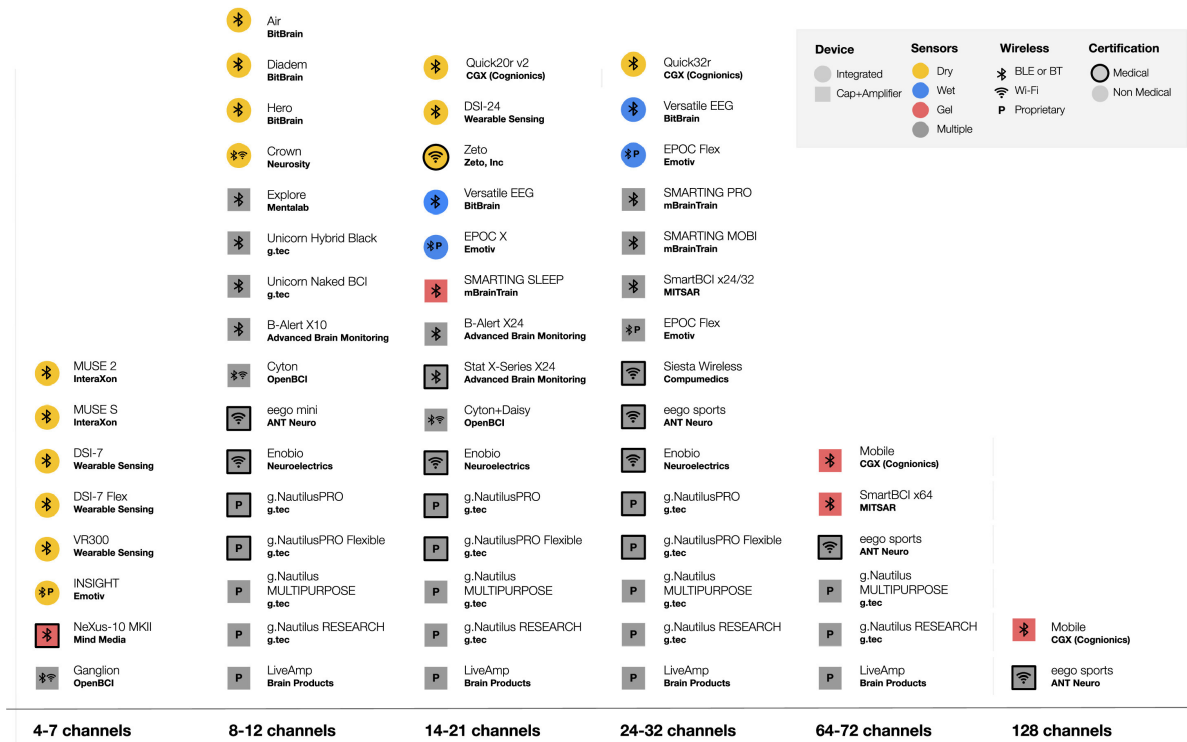 Device
Integrated
Cap+Amplifier
Sensors
Dry
Wet
Gel
Multiple
Wireless
BLE or BT
Wi-Fi
P Proprietary
Certification
Medical
Non Medical
MUSE 2
InteraXon
MUSE S
InteraXon
DSI-7
Wearable Sensing
DSI-7 Flex
Wearable Sensing
VR300
Wearable Sensing
P
INSIGHT
Emotiv
NeXus-10 MKII
Mind Media
Ganglion
OpenBCI
4-7 channels
Air
BitBrain
Diadem
BitBrain
Hero
BitBrain
Crown
Neurosity
Explore
Mentalab
Unicorn Hybrid Black
g.tec
Unicorn Naked BCI
g.tec
B-Alert X10
Advanced Brain Monitoring
Cyton
OpenBCI
eego mini
ANT Neuro
Enobio
Neuroelectrics
P
g.NautilusPRO
g.tec
P
g.NautilusPRO Flexible
g.tec
P
g.Nautilus
MULTIPURPOSE
g.tec
P
g.Nautilus RESEARCH
g.tec
P
LiveAmp
Brain Products
8-12 channels
Quick20r v2
CGX (Cognionics)
DSI-24
Wearable Sensing
Zeto
Zeto, Inc
Versatile EEG
BitBrain
P
EPOC X
Emotiv
SMARTING SLEEP
mBrainTrain
B-Alert X24
Advanced Brain Monitoring
Stat X-Series X24
Advanced Brain Monitoring
Cyton+Daisy
OpenBCI
Enobio
Neuroelectrics
P
g.NautilusPRO
g.tec
P
g.NautilusPRO Flexible
g.tec
P
g.Nautilus
MULTIPURPOSE
g.tec
P
g.Nautilus RESEARCH
g.tec
P
LiveAmp
Brain Products
14-21 channels
Quick32r
CGX (Cognionics)
Versatile EEG
BitBrain
P
EPOC Flex
Emotiv
SMARTING PRO
mBrainTrain
SMARTING MOBI
mBrainTrain
SmartBCI x24/32
MITSAR
P
EPOC Flex
Emotiv
Siesta Wireless
Compumedics
eego sports
ANT Neuro
Enobio
Neuroelectrics
P
g.NautilusPRO
g.tec
P
g.NautilusPRO Flexible
g.tec
P
g.Nautilus
MULTIPURPOSE
g.tec
P
g.Nautilus RESEARCH
g.tec
P
LiveAmp
Brain Products
24-32 channels
Mobile
CGX (Cognionics)
SmartBCI x64
MITSAR
eego sports
ANT Neuro
P
g.Nautilus
MULTIPURPOSE
g.tec
P
g.Nautilus RESEARCH
g.tec
P
LiveAmp
Brain Products
64-72 channels
Mobile
CGX (Cognionics)
eego sports
ANT Neuro
128 channels